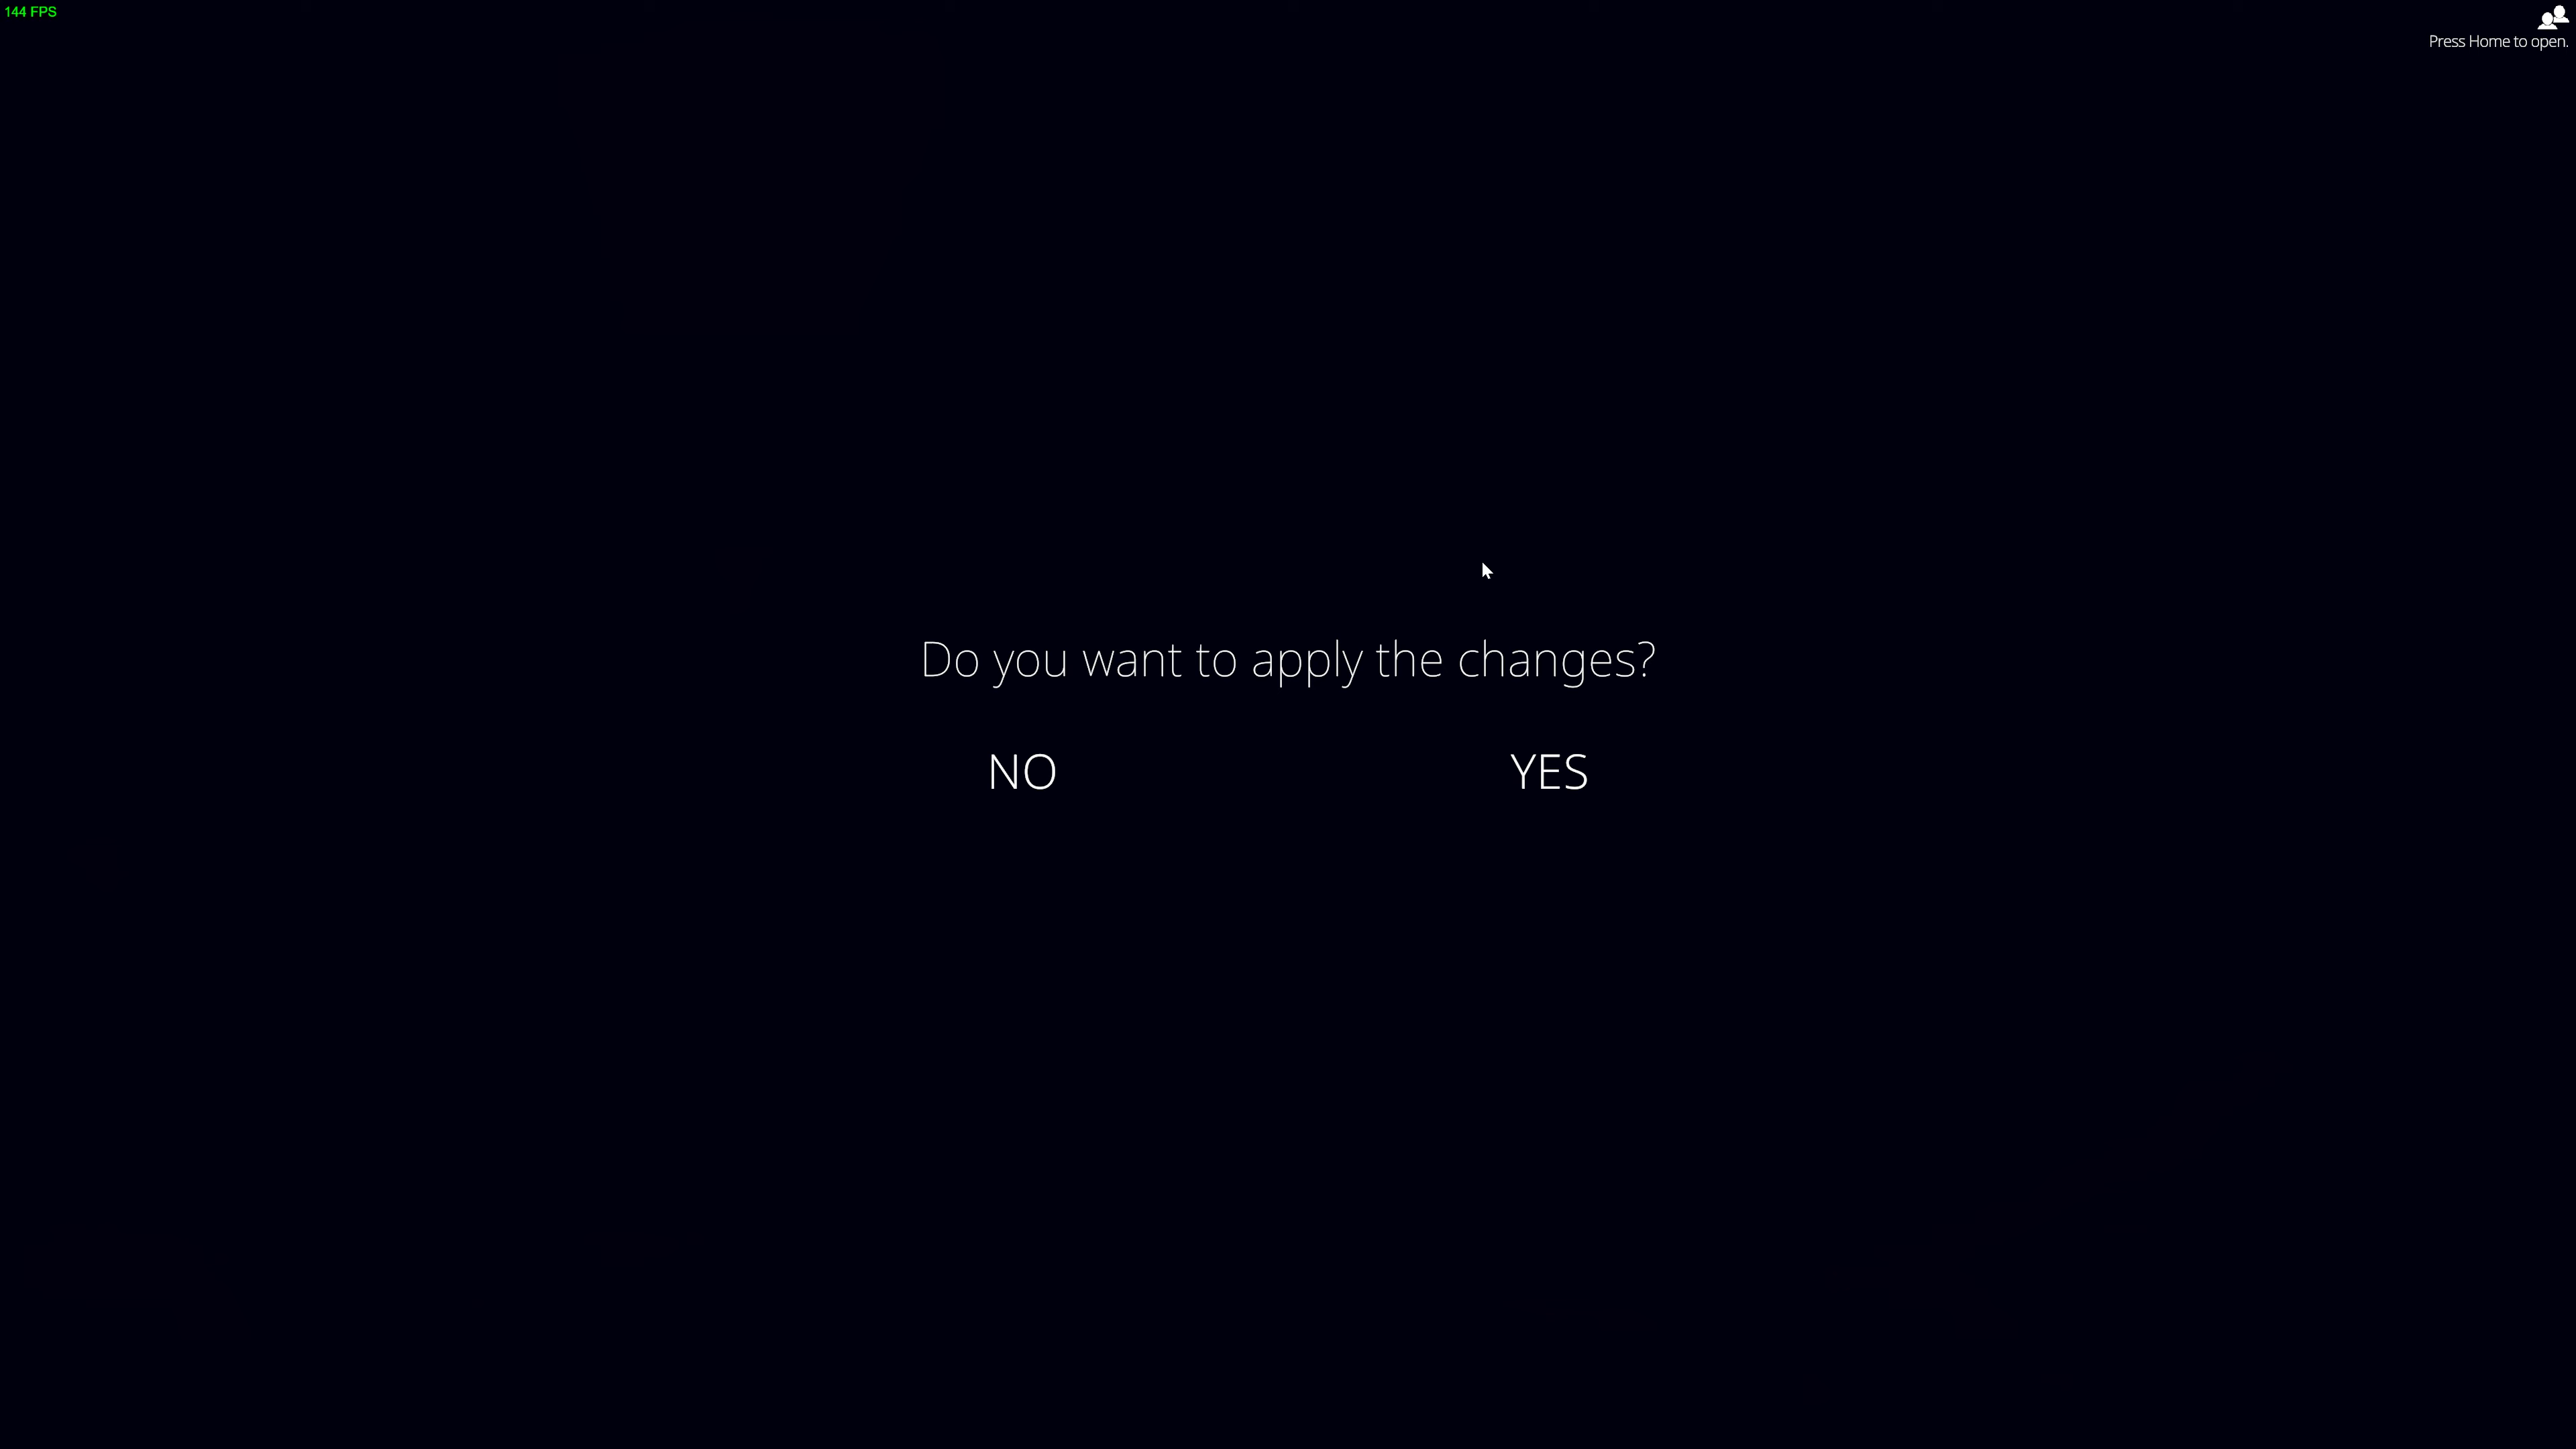 144 FPS
Press Home to open.
Do you want to apply the changes?
NO
YES